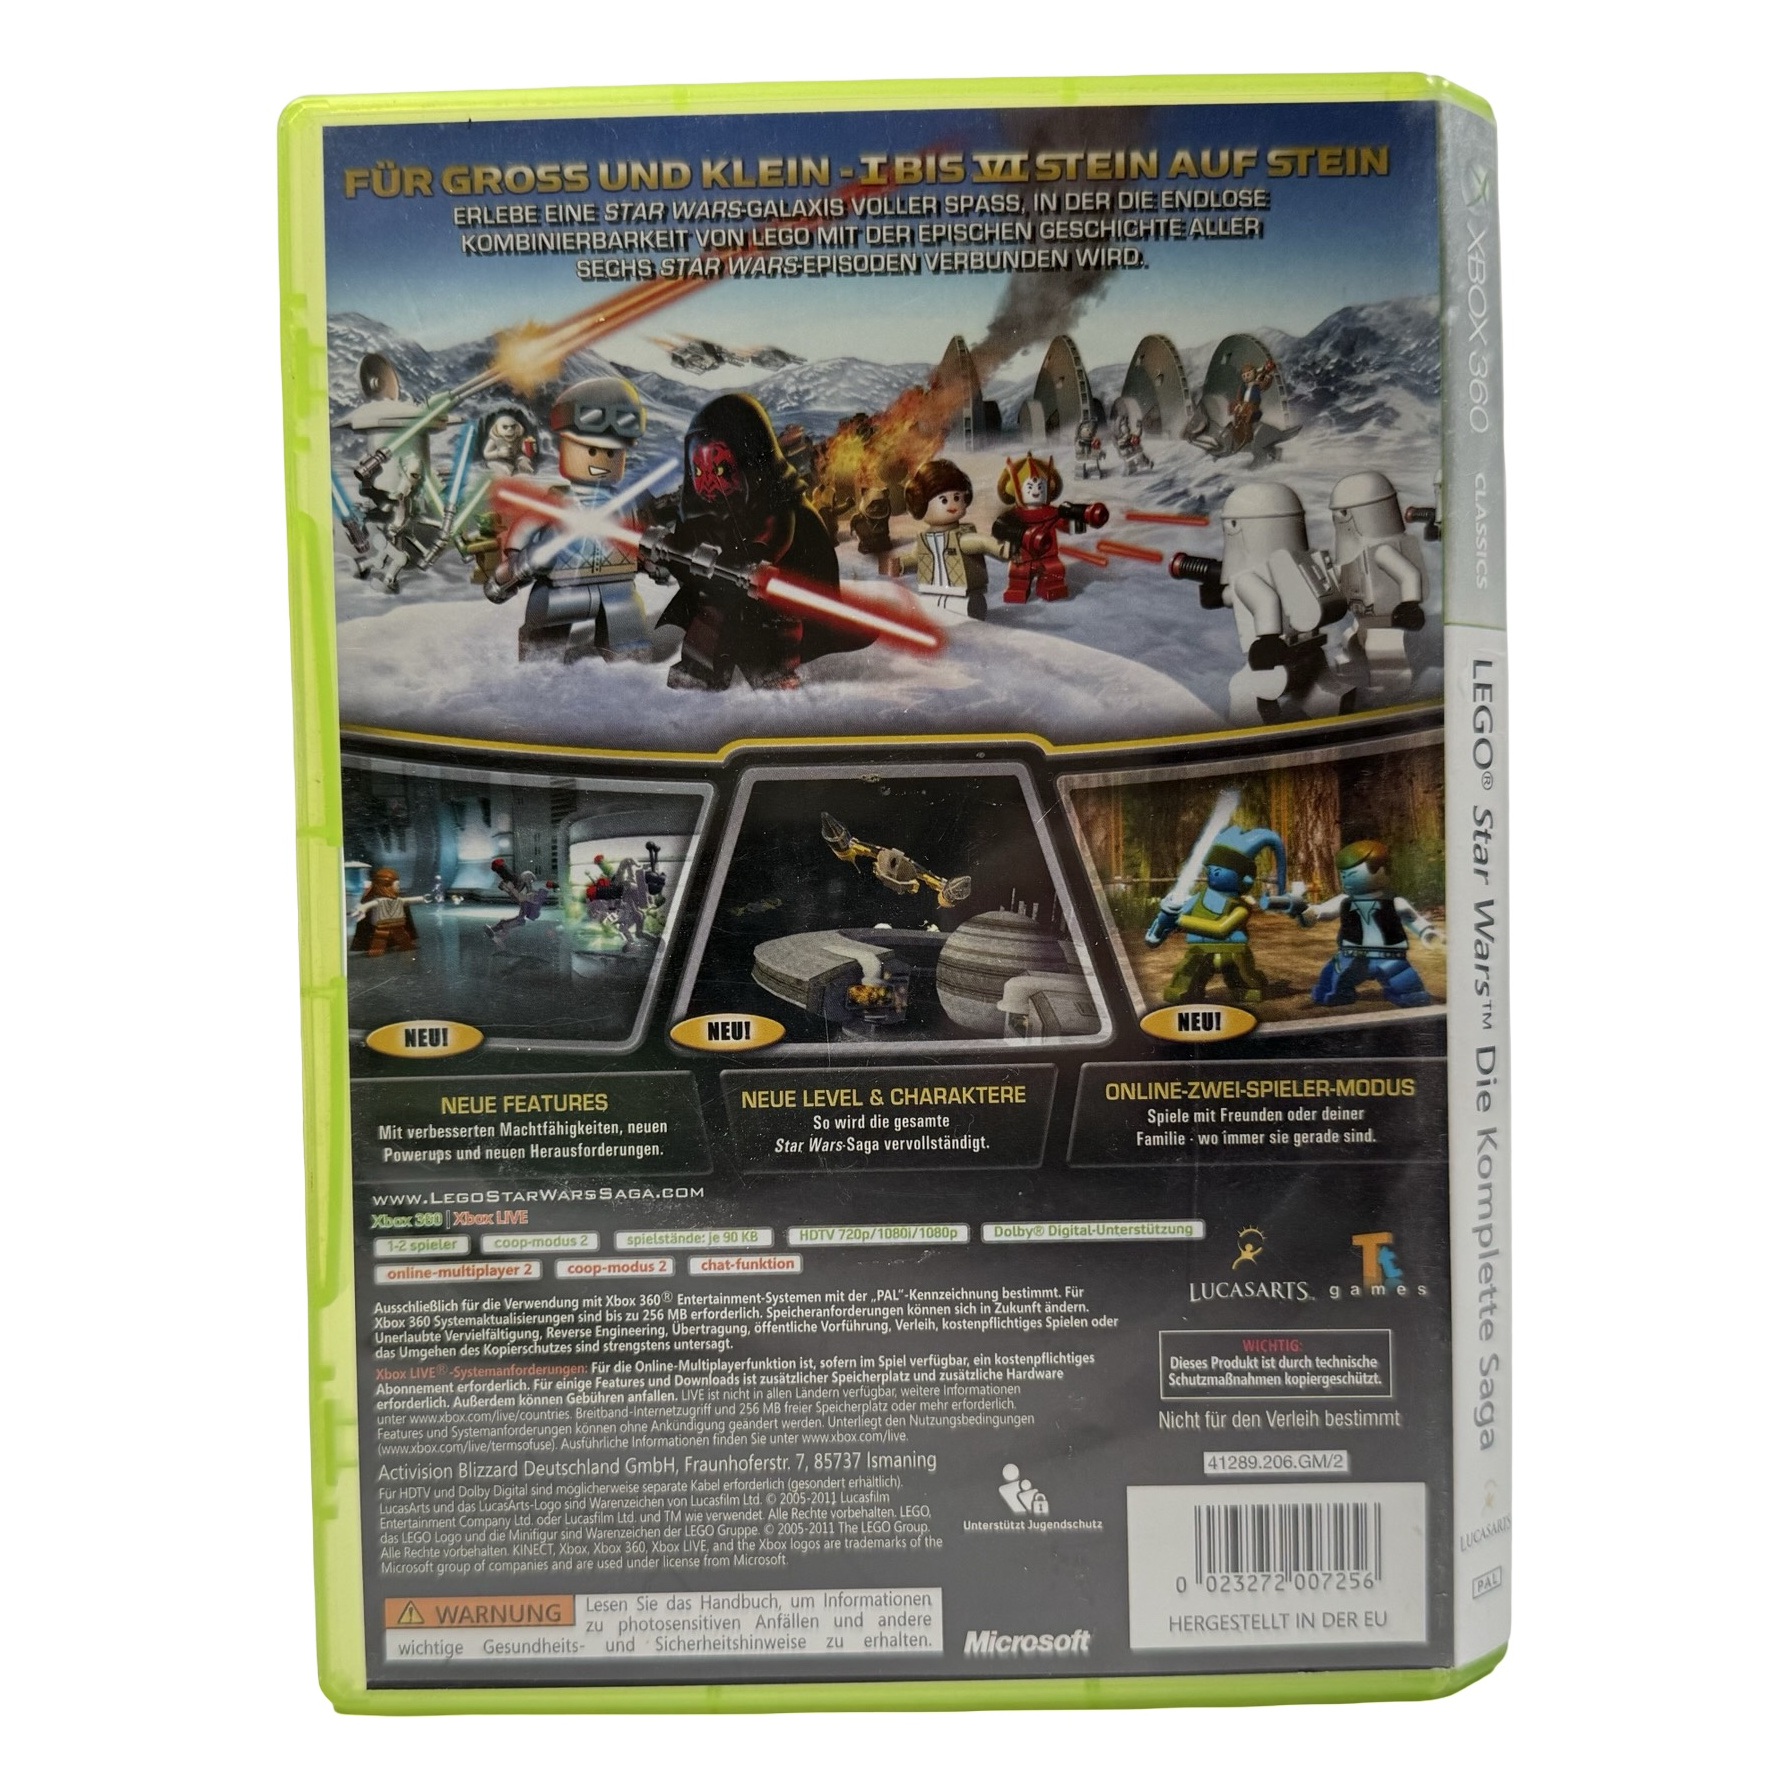 FÜR GROSS UND KLEIN - I BIS VI STEIN AUF STEIN
ERLEBE EINE STAR WARS-GALAXIS VOLLER SPASS, IN DER DIE ENDLOSE
KOMBINIERBARKEIT VON LEGO MIT DER EPISCHEN GESCHICHTE ALLER
SECHS STAR WARS-EPISODEN VERBUNDEN WIRD.
NEU!
NEU!
NEU!
NEUE FEATURES
Mit verbesserten Machtfähigkeiten, neuen
Powerups und neuen Herausforderungen.
NEUE LEVEL & CHARAKTERE
So wird die gesamte
Star Wars-Saga vervollständigt.
ONLINE-ZWEI-SPIELER-MODUS
Spiele mit Freunden oder deiner
Familie - wo immer sie gerade sind.
WWW.LEGOSTARWARSSAGA.COM
Xbox 360 | Xbox LIVE
1-2 spieler
coop-modus 2
spielstände: je 90 KB
HDTV 720p/1080i/1080p
Dolby® Digital-Unterstützung
online-multiplayer 2
coop-modus 2
chat-funktion
Ausschließlich für die Verwendung mit Xbox 360® Entertainment-Systemen mit der „PAL"-Kennzeichnung bestimmt. Für
Xbox 360 Systemaktualisierungen sind bis zu 256 MB erforderlich. Speicheranforderungen können sich in Zukunft ändern.
Unerlaubte Vervielfältigung, Reverse Engineering, Übertragung, öffentliche Vorführung, Verleih, kostenpflichtiges Spielen oder
das Umgehen des Kopierschutzes sind strengstens untersagt.
Xbox LIVE®-Systemanforderungen: Für die Online-Multiplayerfunktion ist, sofern im Spiel verfügbar, ein kostenpflichtiges
Abonnement erforderlich. Für einige Features und Downloads ist zusätzlicher Speicherplatz und zusätzliche Hardware
erforderlich. Außerdem können Gebühren anfallen. LIVE ist nicht in allen Ländern verfügbar, weitere Informationen
unter www.xbox.com/live/countries. Breitband-Internetzugriff und 256 MB freier Speicherplatz oder mehr erforderlich.
Features und Systemanforderungen können ohne Ankündigung geändert werden. Unterliegt den Nutzungsbedingungen
(www.xbox.com/live/termsofuse). Ausführliche Informationen finden Sie unter www.xbox.com/live.
Activision Blizzard Deutschland GmbH, Fraunhoferstr. 7, 85737 Ismaning
Für HDTV und Dolby Digital sind möglicherweise separate Kabel erforderlich (gesondert erhältlich).
LucasArts und das LucasArts-Logo sind Warenzeichen von Lucasfilm Ltd. © 2005-2011 Lucasfilm
Entertainment Company Ltd. oder Lucasfilm Ltd. und TM wie verwendet. Alle Rechte vorbehalten. LEGO,
das LEGO Logo und die Minifigur sind Warenzeichen der LEGO Gruppe. © 2005-2011 The LEGO Group.
Alle Rechte vorbehalten. KINECT, Xbox, Xbox 360, Xbox LIVE, and the Xbox logos are trademarks of the
Microsoft group of companies and are used under license from Microsoft.
WARNUNG
Lesen Sie das Handbuch, um Informationen
zu photosensitiven Anfällen und andere
wichtige Gesundheits- und Sicherheitshinweise zu erhalten.
LUCASARTS™
Tt
games
WICHTIG:
Dieses Produkt ist durch technische
Schutzmaßnahmen kopiergeschützt.
Nicht für den Verleih bestimmt
41289.206.GM/2
Unterstützt Jugendschutz
Microsoft
0 023272 007256
HERGESTELLT IN DER EU
XBOX 360 CLASSICS
LEGO® Star Wars™ Die Komplette Saga
LUCASARTS
PAL